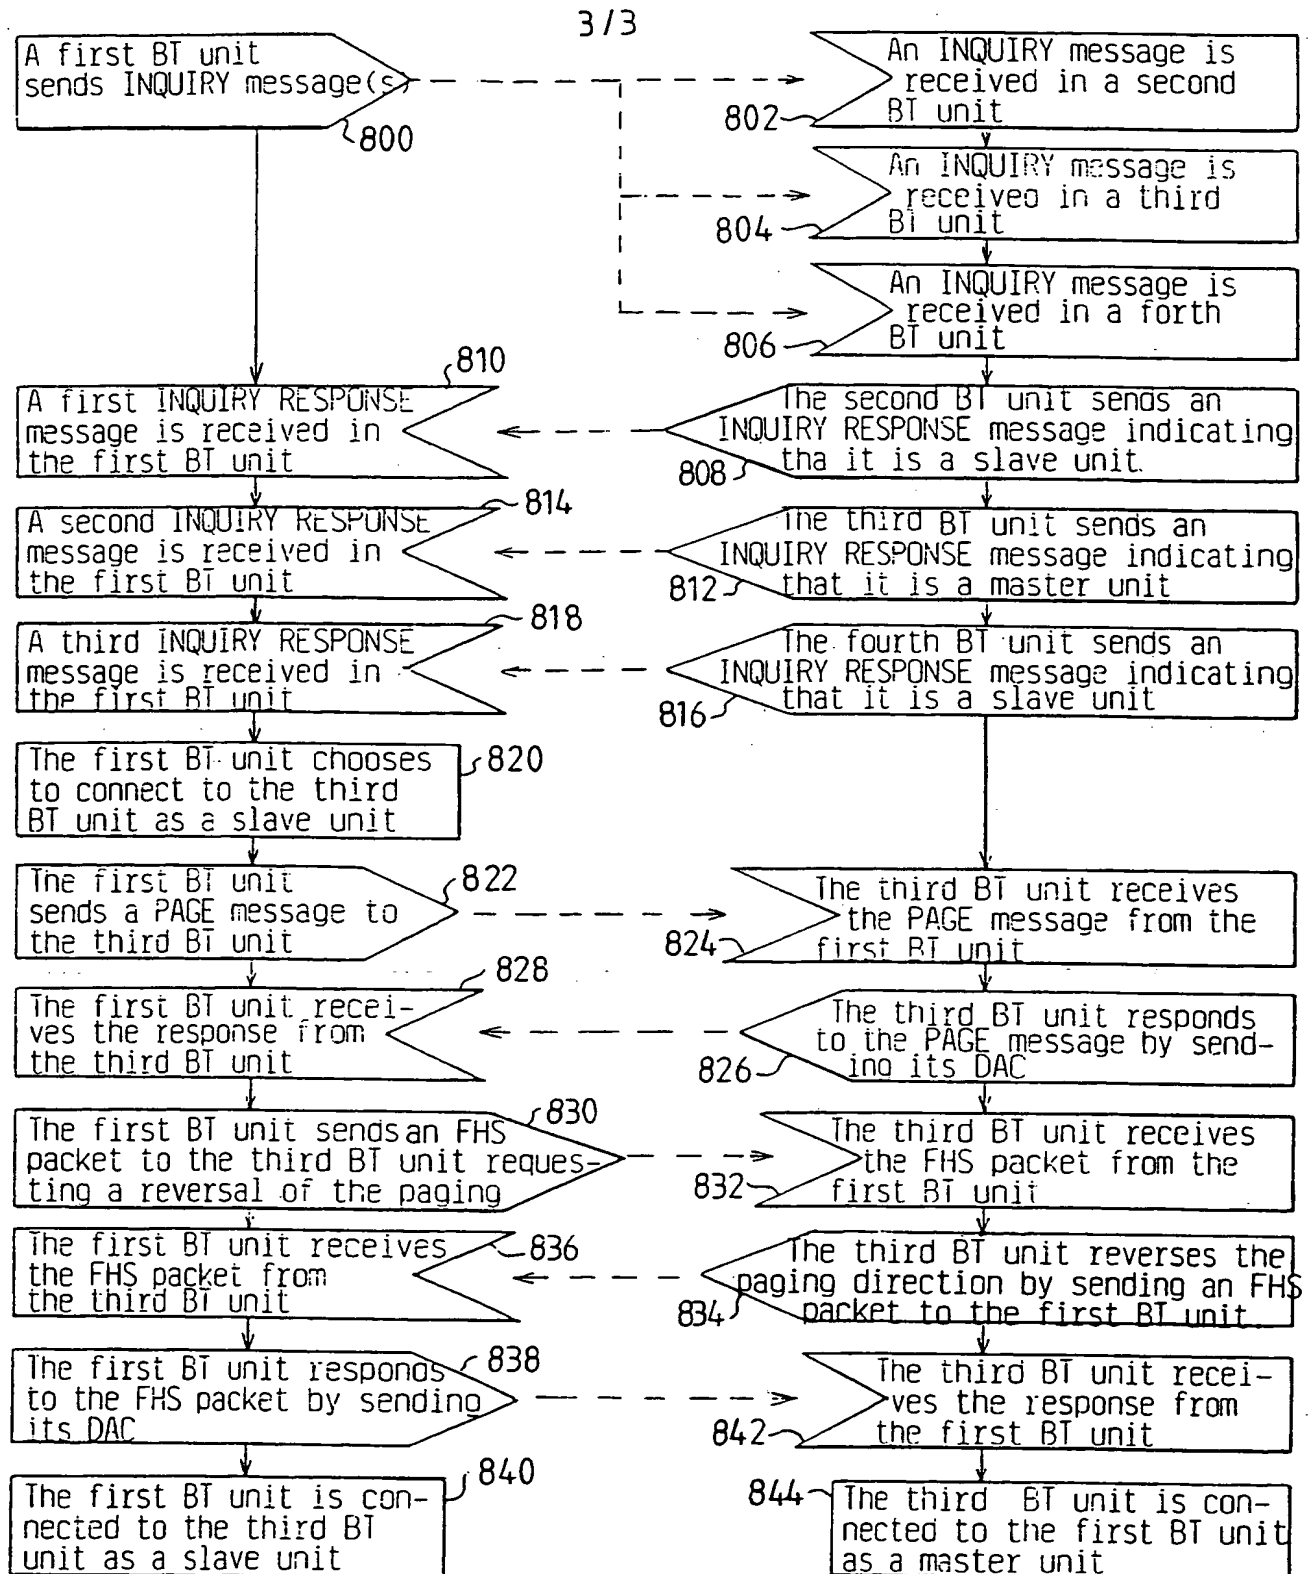 3/3
A first BT unit
sends INQUIRY message(s)
800
An INQUIRY message is
received in a second
BT unit
802
An INQUIRY message is
received in a third
BT unit
804
An INQUIRY message is
received in a forth
BT unit
806
810
A first INQUIRY RESPONSE
message is received in
the first BT unit
The second BT unit sends an
INQUIRY RESPONSE message indicating
tha it is a slave unit.
808
814
A second INQUIRY RESPONSE
message is received in
the first BT unit
The third BT unit sends an
INQUIRY RESPONSE message indicating
that it is a master unit
812
818
A third INQUIRY RESPONSE
message is received in
the first BT unit
The fourth BT unit sends an
INQUIRY RESPONSE message indicating
that it is a slave unit
816
The first BT unit chooses
to connect to the third
BT unit as a slave unit
820
The first BT unit
sends a PAGE message to
the third BT unit
822
The third BT unit receives
the PAGE message from the
first BT unit
824
828
The first BT unit recei-
ves the response from
the third BT unit
The third BT unit responds
to the PAGE message by send-
ing its DAC
826
830
The first BT unit sends an FHS
packet to the third BT unit reques-
ting a reversal of the paging
The third BT unit receives
the FHS packet from the
first BT unit
832
The first BT unit receives
the FHS packet from
the third BT unit
836
The third BT unit reverses the
paging direction by sending an FHS
packet to the first BT unit.
834
The first BT unit responds
to the FHS packet by sending
its DAC
838
The third BT unit recei-
ves the response from
the first BT unit
842
The first BT unit is con-
nected to the third BT
unit as a slave unit
840
844
The third BT unit is con-
nected to the first BT unit
as a master unit